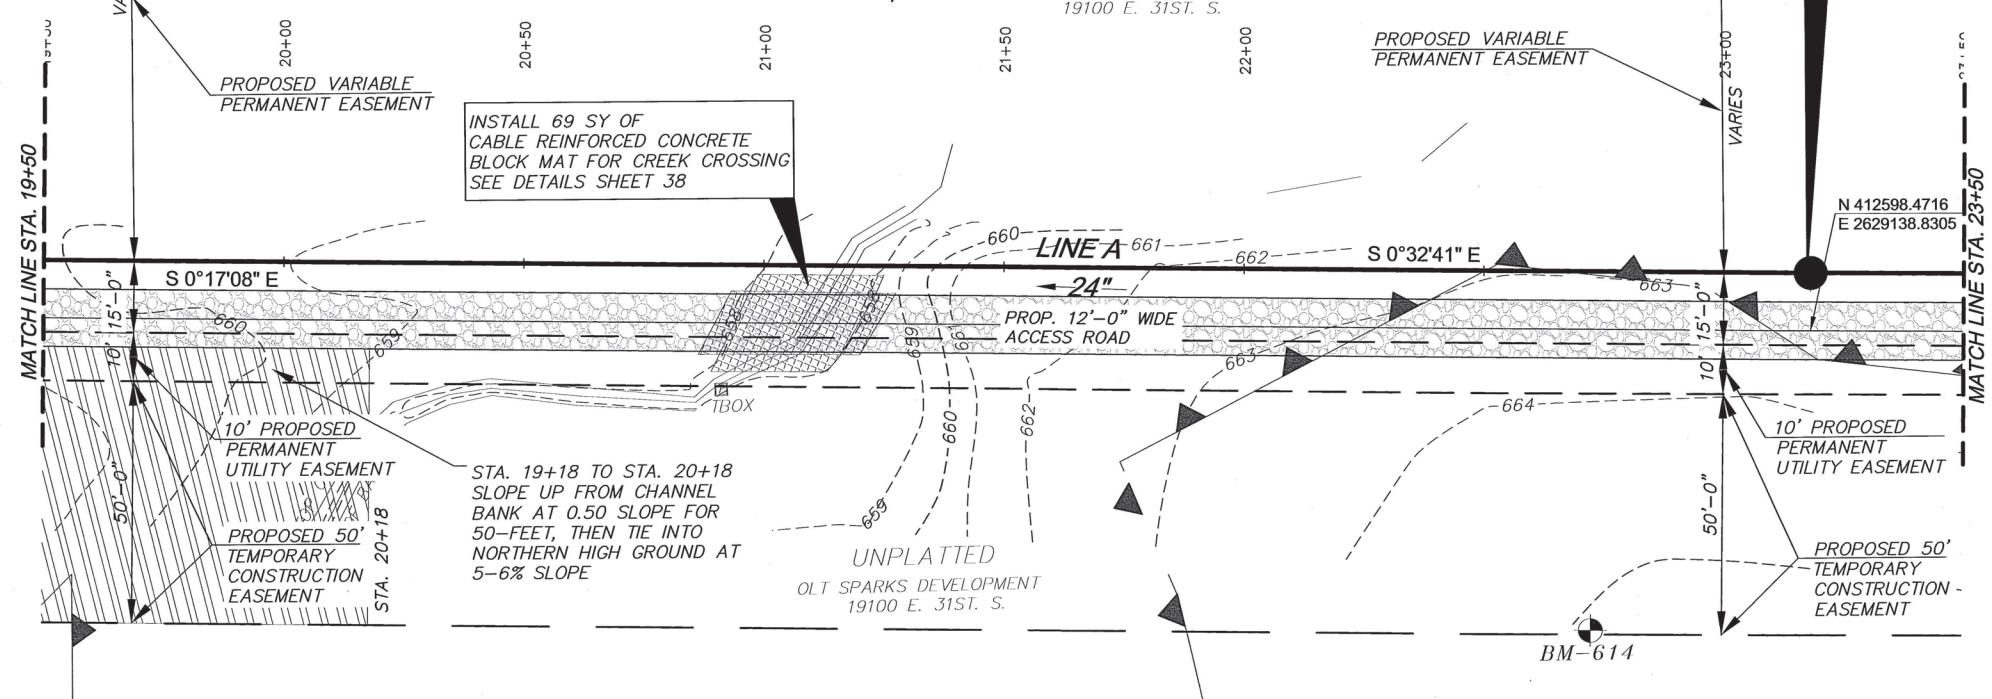 19100 E. 31ST. S.
20+00
20+50
21+00
21+50
22+00
23+00
PROPOSED VARIABLE
PERMANENT EASEMENT
PROPOSED VARIABLE
PERMANENT EASEMENT
VARIES
INSTALL 69 SY OF
CABLE REINFORCED CONCRETE
BLOCK MAT FOR CREEK CROSSING
SEE DETAILS SHEET 38
MATCH LINE STA. 19+50
MATCH LINE STA. 23+50
N 412598.4716
E 2629138.8305
660
LINE A
661
662
S 0°32'41" E
S 0°17'08" E
24"
663
15'-0"
15'-0"
660
659
658
658
659
PROP. 12'-0" WIDE
ACCESS ROAD
663
10'
10'
TBOX
660
662
664
10' PROPOSED
PERMANENT
UTILITY EASEMENT
10' PROPOSED
PERMANENT
UTILITY EASEMENT
STA. 19+18 TO STA. 20+18
SLOPE UP FROM CHANNEL
BANK AT 0.50 SLOPE FOR
50-FEET, THEN TIE INTO
NORTHERN HIGH GROUND AT
5-6% SLOPE
50'-0"
50'-0"
659
STA. 20+18
PROPOSED 50'
TEMPORARY
CONSTRUCTION
EASEMENT
UNPLATTED
OLT SPARKS DEVELOPMENT
19100 E. 31ST. S.
PROPOSED 50'
TEMPORARY
CONSTRUCTION
EASEMENT
BM-614